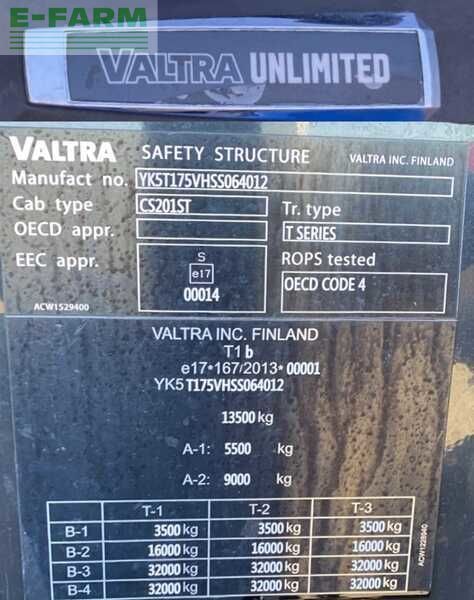 E-FARM
VALTRA UNLIMITED
VALTRA SAFETY STRUCTURE VALTRA INC. FINLAND
Manufact no. YK5T175VHSS064012
Cab type CS201ST Tr. type
OECD appr. T SERIES
EEC appr. S ROPS tested
e17 OECD CODE 4
00014
ACW1529400
VALTRA INC. FINLAND
T1 b
e17*167/2013* 00001
YK5 T175VHSS064012
13500 kg
A-1: 5500 kg
A-2: 9000 kg
T-1 T-2 T-3
B-1 3500 kg 3500 kg 3500 kg
B-2 16000 kg 16000 kg 16000 kg
B-3 32000 kg 32000 kg 32000 kg
B-4 32000 kg 32000 kg 32000 kg